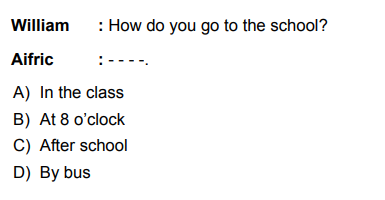 William : How do you go to the school?
Aifric : - - - -.
A) In the class
B) At 8 o’clock
C) After school
D) By bus